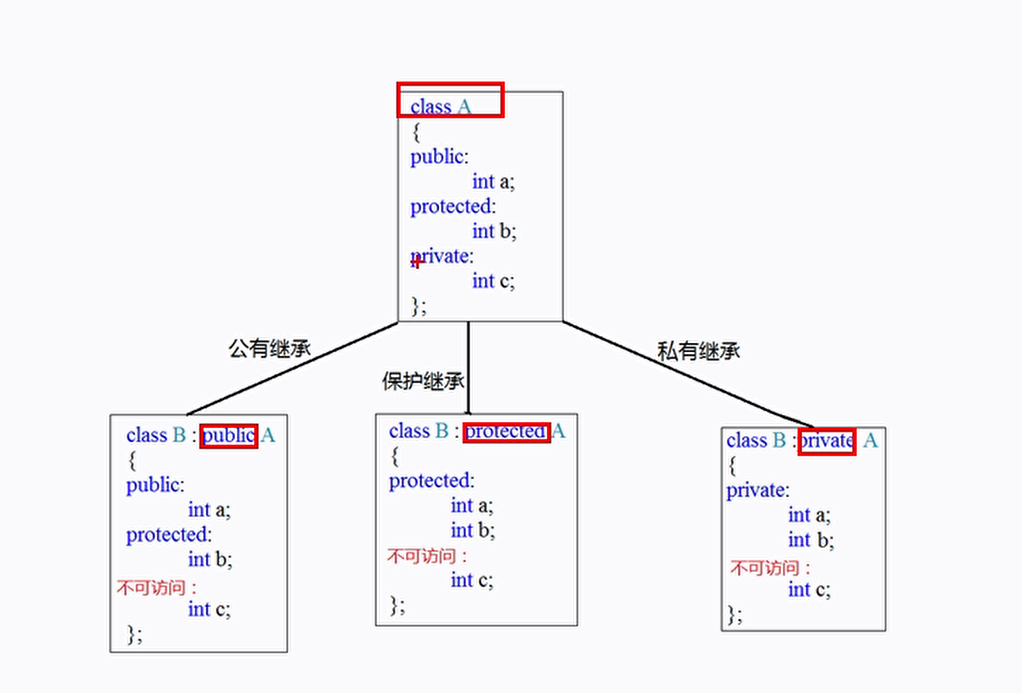 class A
{
public:
int a;
protected:
int b;
private:
int c;
};
公有继承
保护继承
私有继承
class B : public A
{
public:
int a;
protected:
int b;
不可访问：
int c;
};
class B : protected A
{
protected:
int a;
int b;
不可访问：
int c;
};
class B : private A
{
private:
int a;
int b;
不可访问：
int c;
};